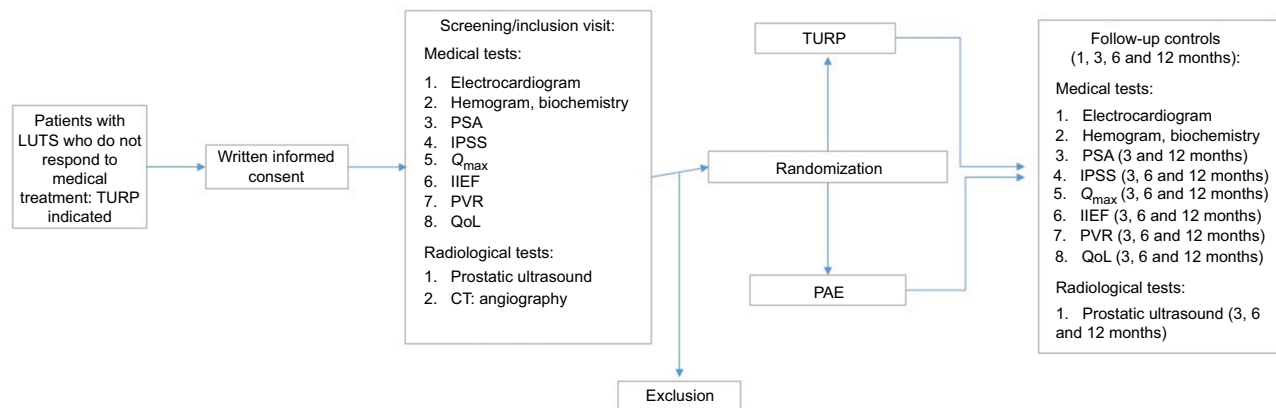 Patients with
LUTS who do not
respond to
medical
treatment: TURP
indicated
Written informed
consent
Screening/inclusion visit:
Medical tests:
1. Electrocardiogram
2. Hemogram, biochemistry
3. PSA
4. IPSS
5. Qmax
6. IIEF
7. PVR
8. QoL
Radiological tests:
1. Prostatic ultrasound
2. CT: angiography
Exclusion
TURP
Randomization
PAE
Follow-up controls
(1, 3, 6 and 12 months):
Medical tests:
1. Electrocardiogram
2. Hemogram, biochemistry
3. PSA (3 and 12 months)
4. IPSS (3, 6 and 12 months)
5. Qmax (3, 6 and 12 months)
6. IIEF (3, 6 and 12 months)
7. PVR (3, 6 and 12 months)
8. QoL (3, 6 and 12 months)
Radiological tests:
1. Prostatic ultrasound (3, 6
and 12 months)